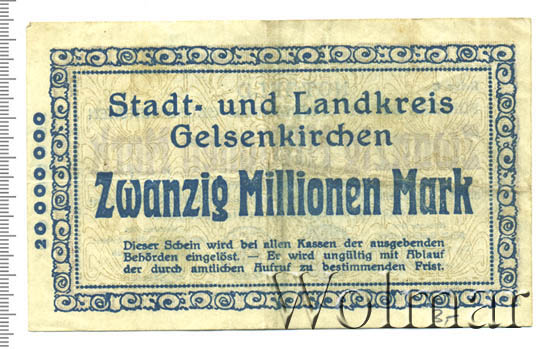 Stadt- und Landkreis
Gelsenkirchen
Zwanzig Millionen Mark
Dieser Schein wird bei allen Kassen der ausgebenden
Behörden eingelöst. — Er wird ungültig mit Ablauf
der durch amtlichen Aufruf zu bestimmenden Frist.
20 000 000
Wolmar